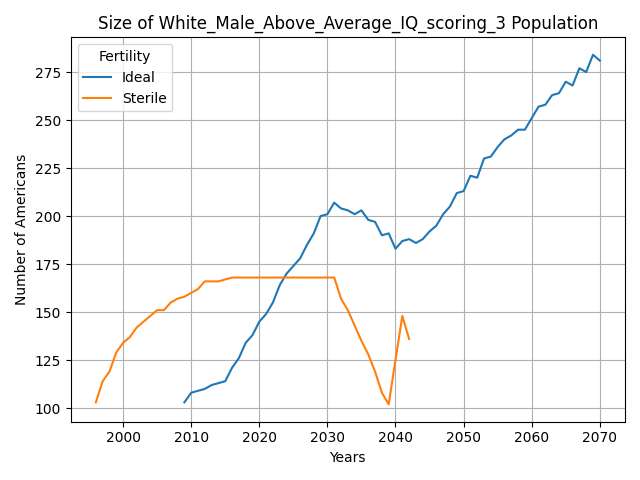 Size of White_Male_Above_Average_IQ_scoring_3 Population
Fertility
Ideal
Sterile
Number of Americans
275
250
225
200
175
150
125
100
2000 2010 2020 2030 2040 2050 2060 2070
Years